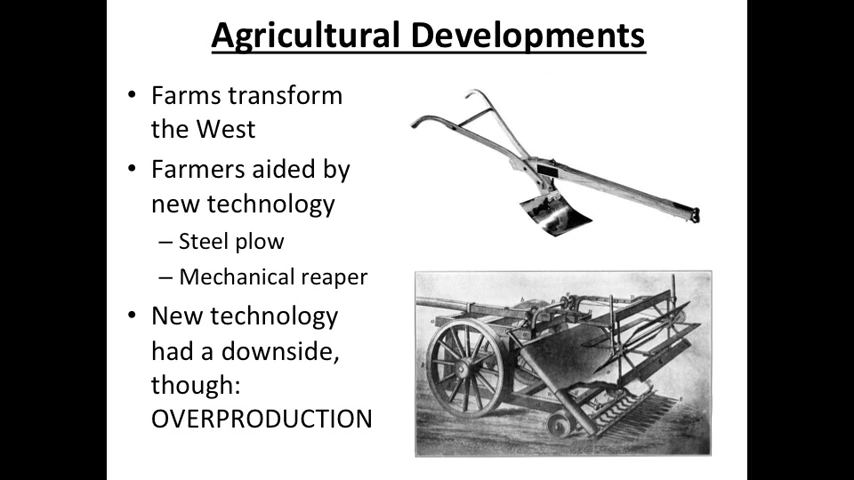 Agricultural Developments
• Farms transform
the West
• Farmers aided by
new technology
– Steel plow
– Mechanical reaper
• New technology
had a downside,
though:
OVERPRODUCTION